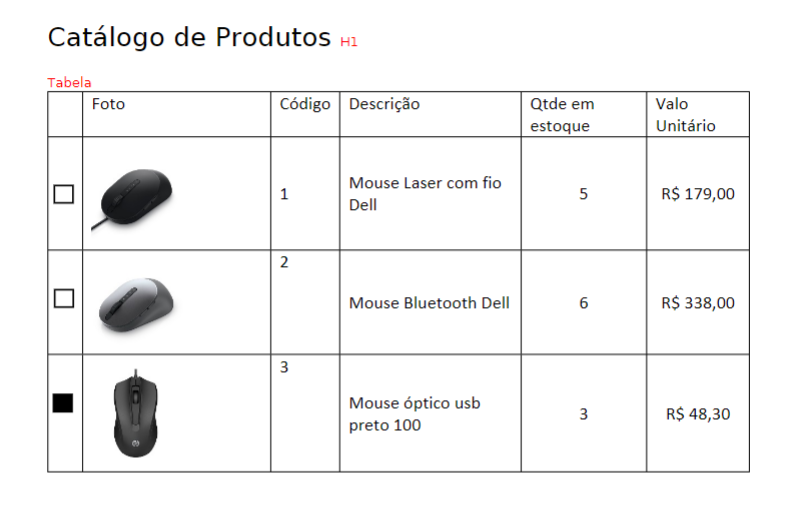 Catálogo de Produtos H1
Tabela
Foto Código Descrição Qtde em Valo
estoque Unitário
1 Mouse Laser com fio 5 R$ 179,00
Dell
2
Mouse Bluetooth Dell 6 R$ 338,00
3
Mouse óptico usb 3 R$ 48,30
preto 100